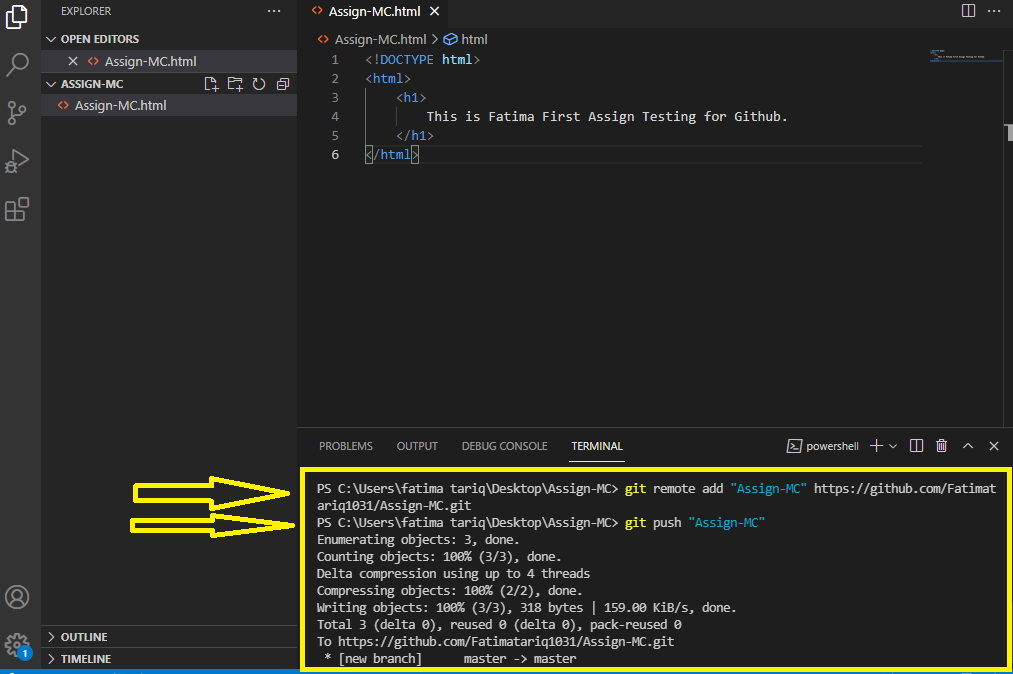 EXPLORER
OPEN EDITORS
Assign-MC.html
ASSIGN-MC
Assign-MC.html
OUTLINE
TIMELINE
1
Assign-MC.html
Assign-MC.html > html
1 <!DOCTYPE html>
2 <html>
3 <h1>
4 This is Fatima First Assign Testing for Github.
5 </h1>
6 </html>
PROBLEMS OUTPUT DEBUG CONSOLE TERMINAL powershell
PS C:\Users\fatima tariq\Desktop\Assign-MC> git remote add "Assign-MC" https://github.com/Fatimat
ariq1031/Assign-MC.git
PS C:\Users\fatima tariq\Desktop\Assign-MC> git push "Assign-MC"
Enumerating objects: 3, done.
Counting objects: 100% (3/3), done.
Delta compression using up to 4 threads
Compressing objects: 100% (2/2), done.
Writing objects: 100% (3/3), 318 bytes | 159.00 KiB/s, done.
Total 3 (delta 0), reused 0 (delta 0), pack-reused 0
To https://github.com/Fatimatariq1031/Assign-MC.git
* [new branch] master -> master